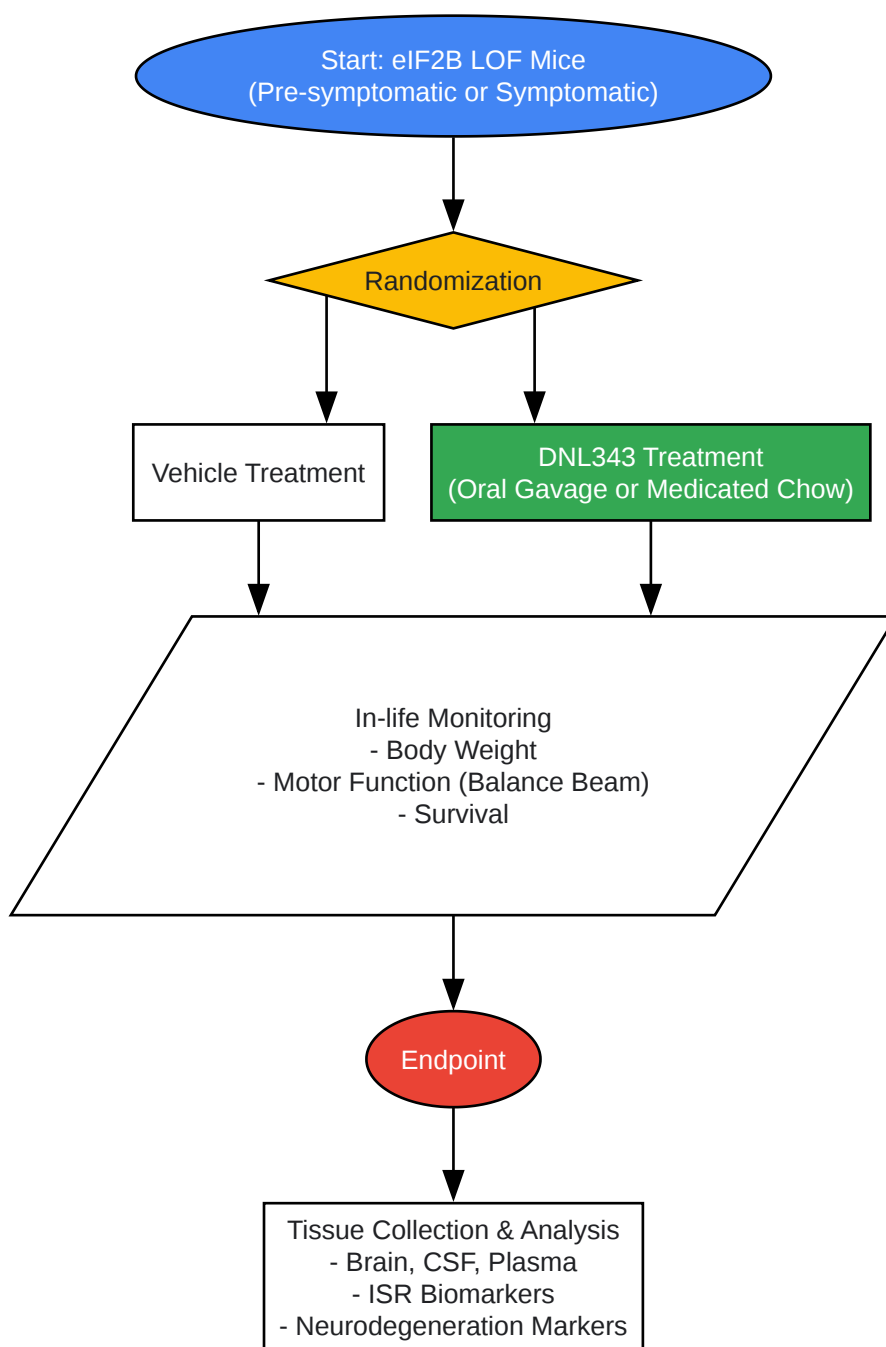 Start: eIF2B LOF Mice
(Pre-symptomatic or Symptomatic)
Randomization
Vehicle Treatment
DNL343 Treatment
(Oral Gavage or Medicated Chow)
In-life Monitoring
- Body Weight
- Motor Function (Balance Beam)
- Survival
Endpoint
Tissue Collection & Analysis
- Brain, CSF, Plasma
- ISR Biomarkers
- Neurodegeneration Markers